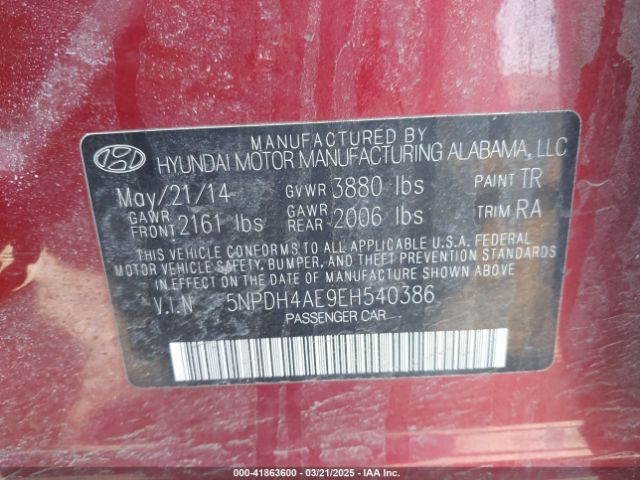 MANUFACTURED BY
HYUNDAI MOTOR MANUFACTURING ALABAMA, LLC
May/21/14 GVWR 3880 lbs PAINT TR
GAWR FRONT 2161 lbs GAWR REAR 2006 lbs TRIM RA
THIS VEHICLE CONFORMS TO ALL APPLICABLE U.S.A. FEDERAL
MOTOR VEHICLE SAFETY, BUMPER, AND THEFT PREVENTION STANDARDS
IN EFFECT ON THE DATE OF MANUFACTURE SHOWN ABOVE.
V.I.N 5NPDH4AE9EH540386
PASSENGER CAR
000-41863600 — 03/21/2025 — IAA Inc.